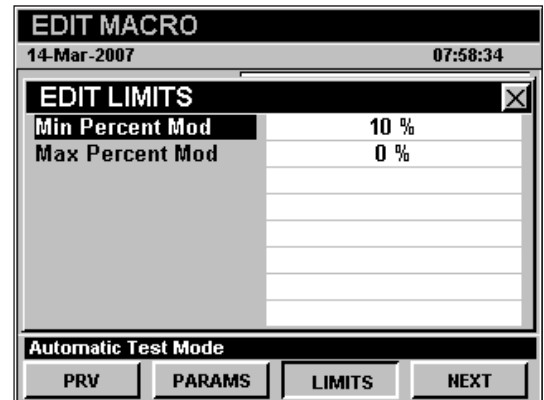 EDIT MACRO
14-Mar-2007 07:58:34
EDIT LIMITS
Min Percent Mod 10 %
Max Percent Mod 0 %
Automatic Test Mode
PRV PARAMS LIMITS NEXT